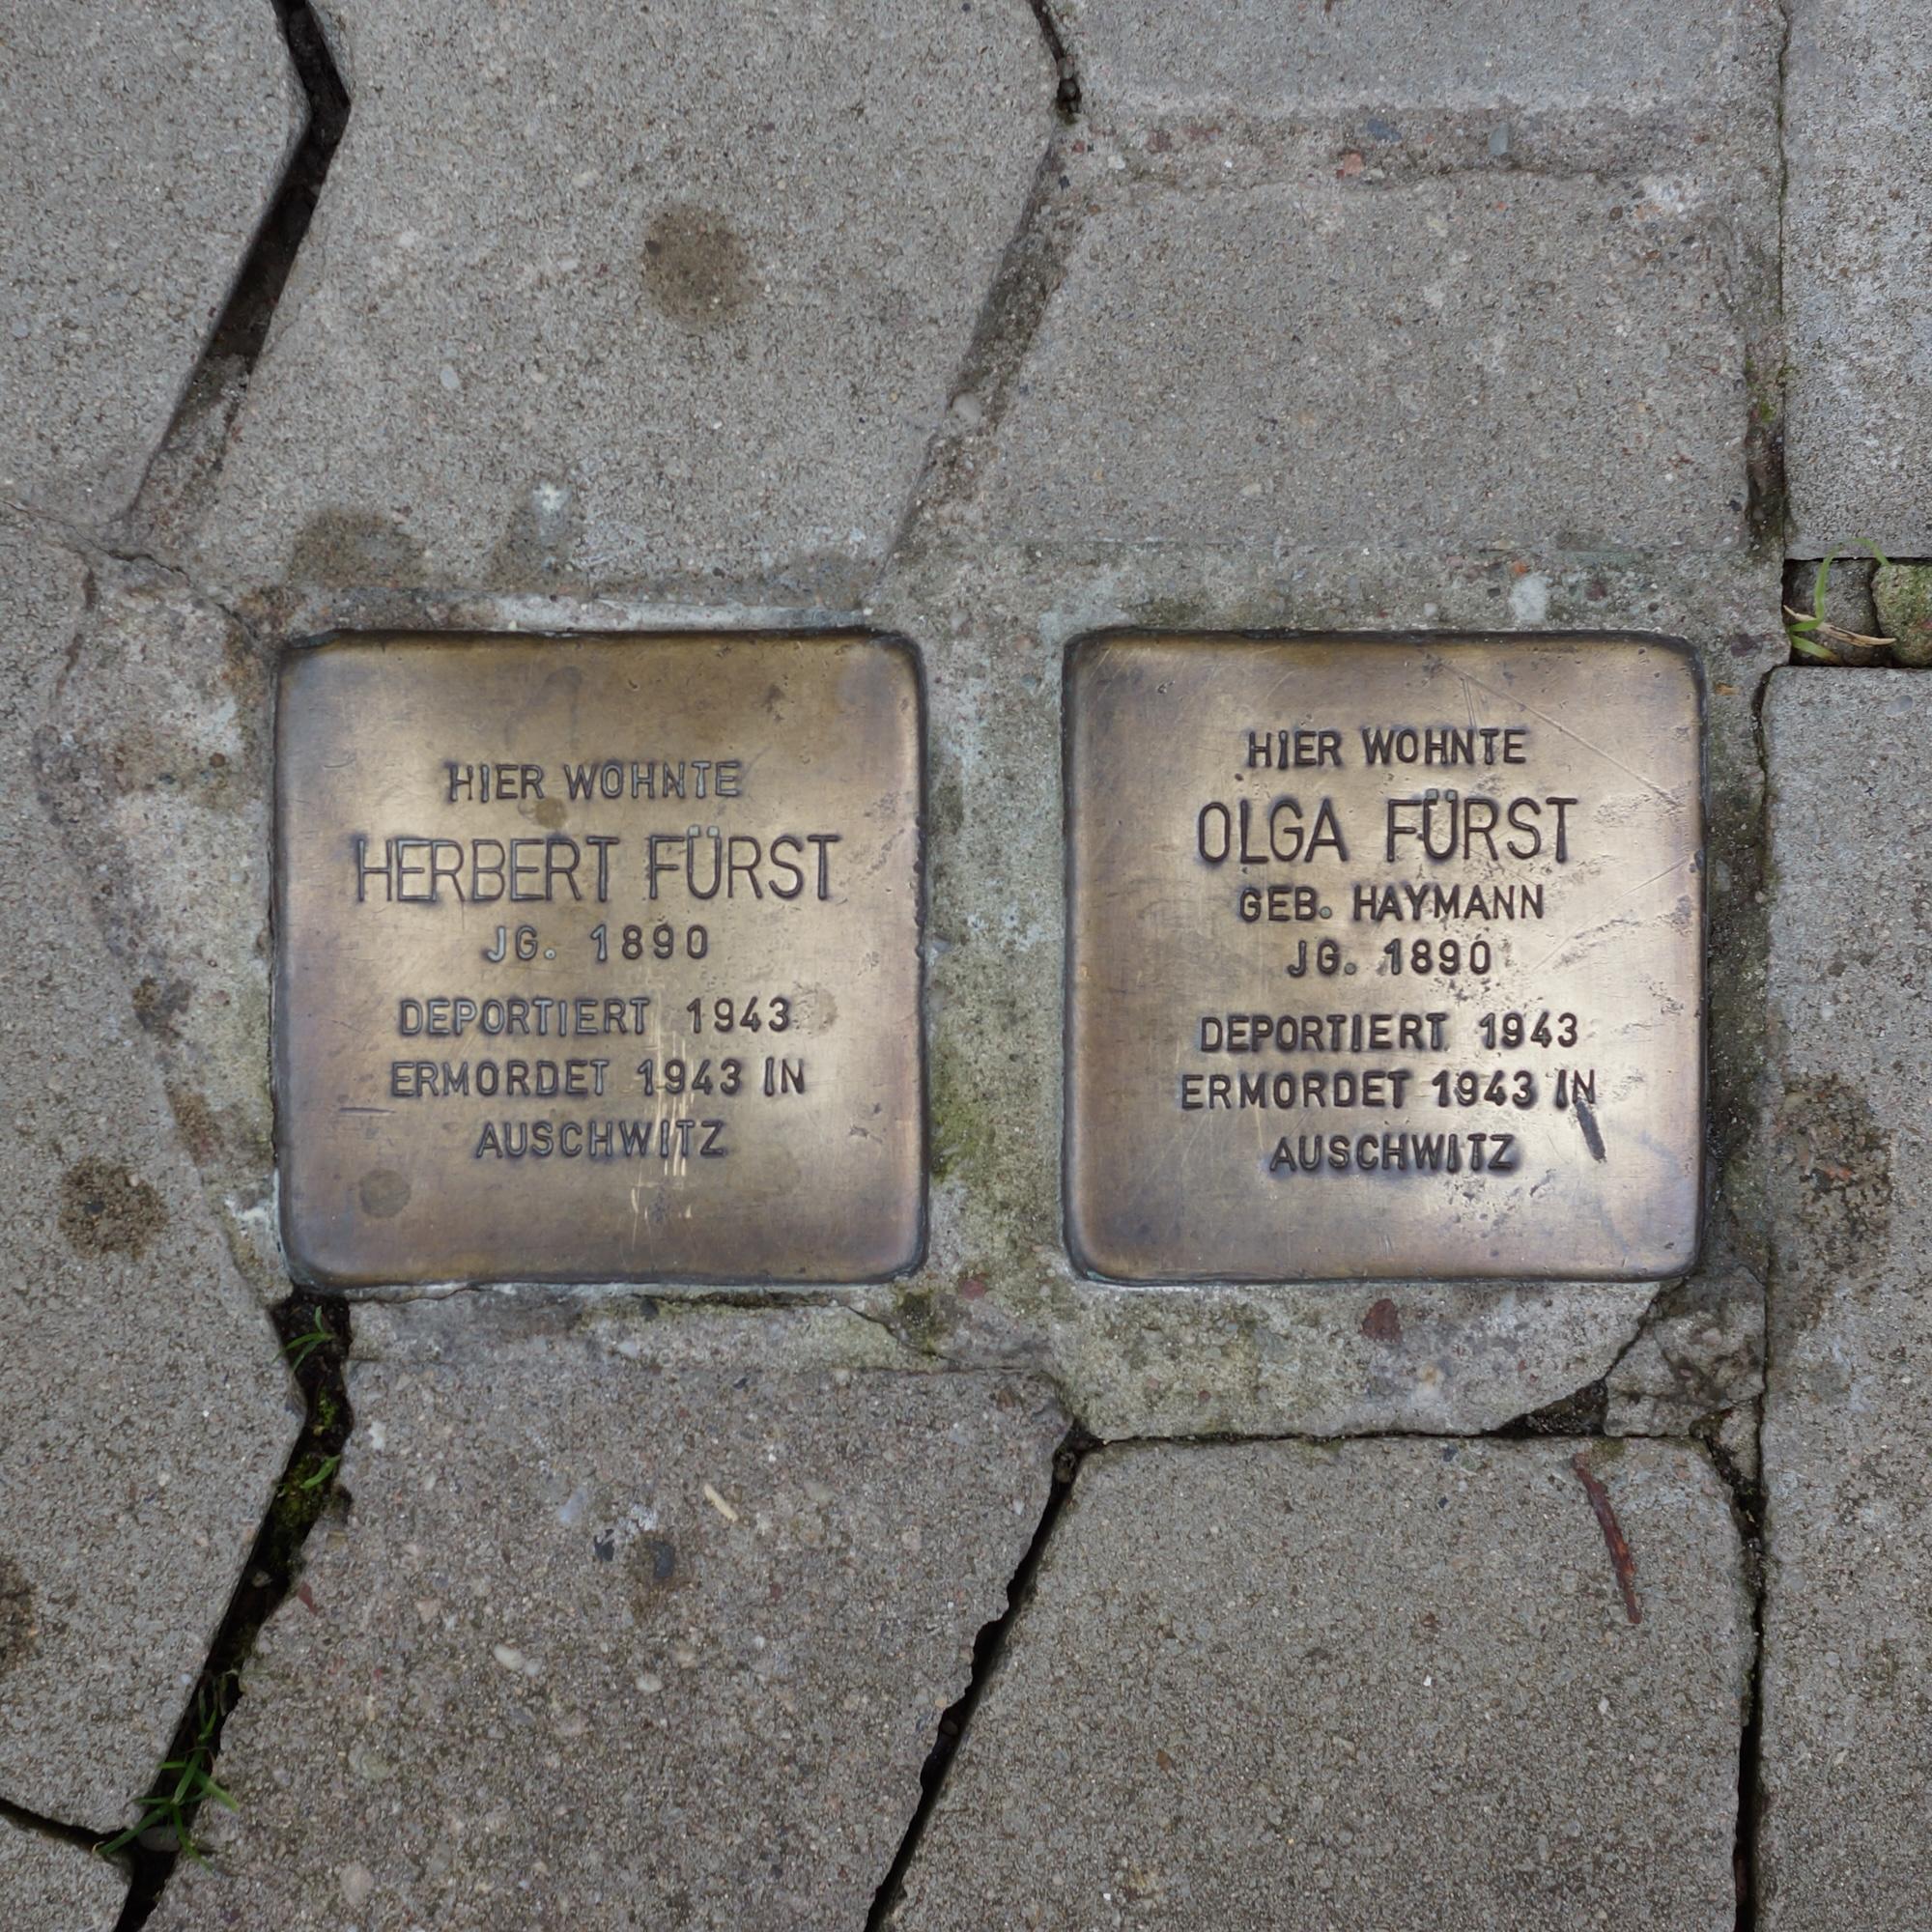 HIER WOHNTE
HERBERT FÜRST
JG. 1890
DEPORTIERT 1943
ERMORDET 1943 IN
AUSCHWITZ
HIER WOHNTE
OLGA FÜRST
GEB. HAYMANN
JG. 1890
DEPORTIERT 1943
ERMORDET 1943 IN
AUSCHWITZ